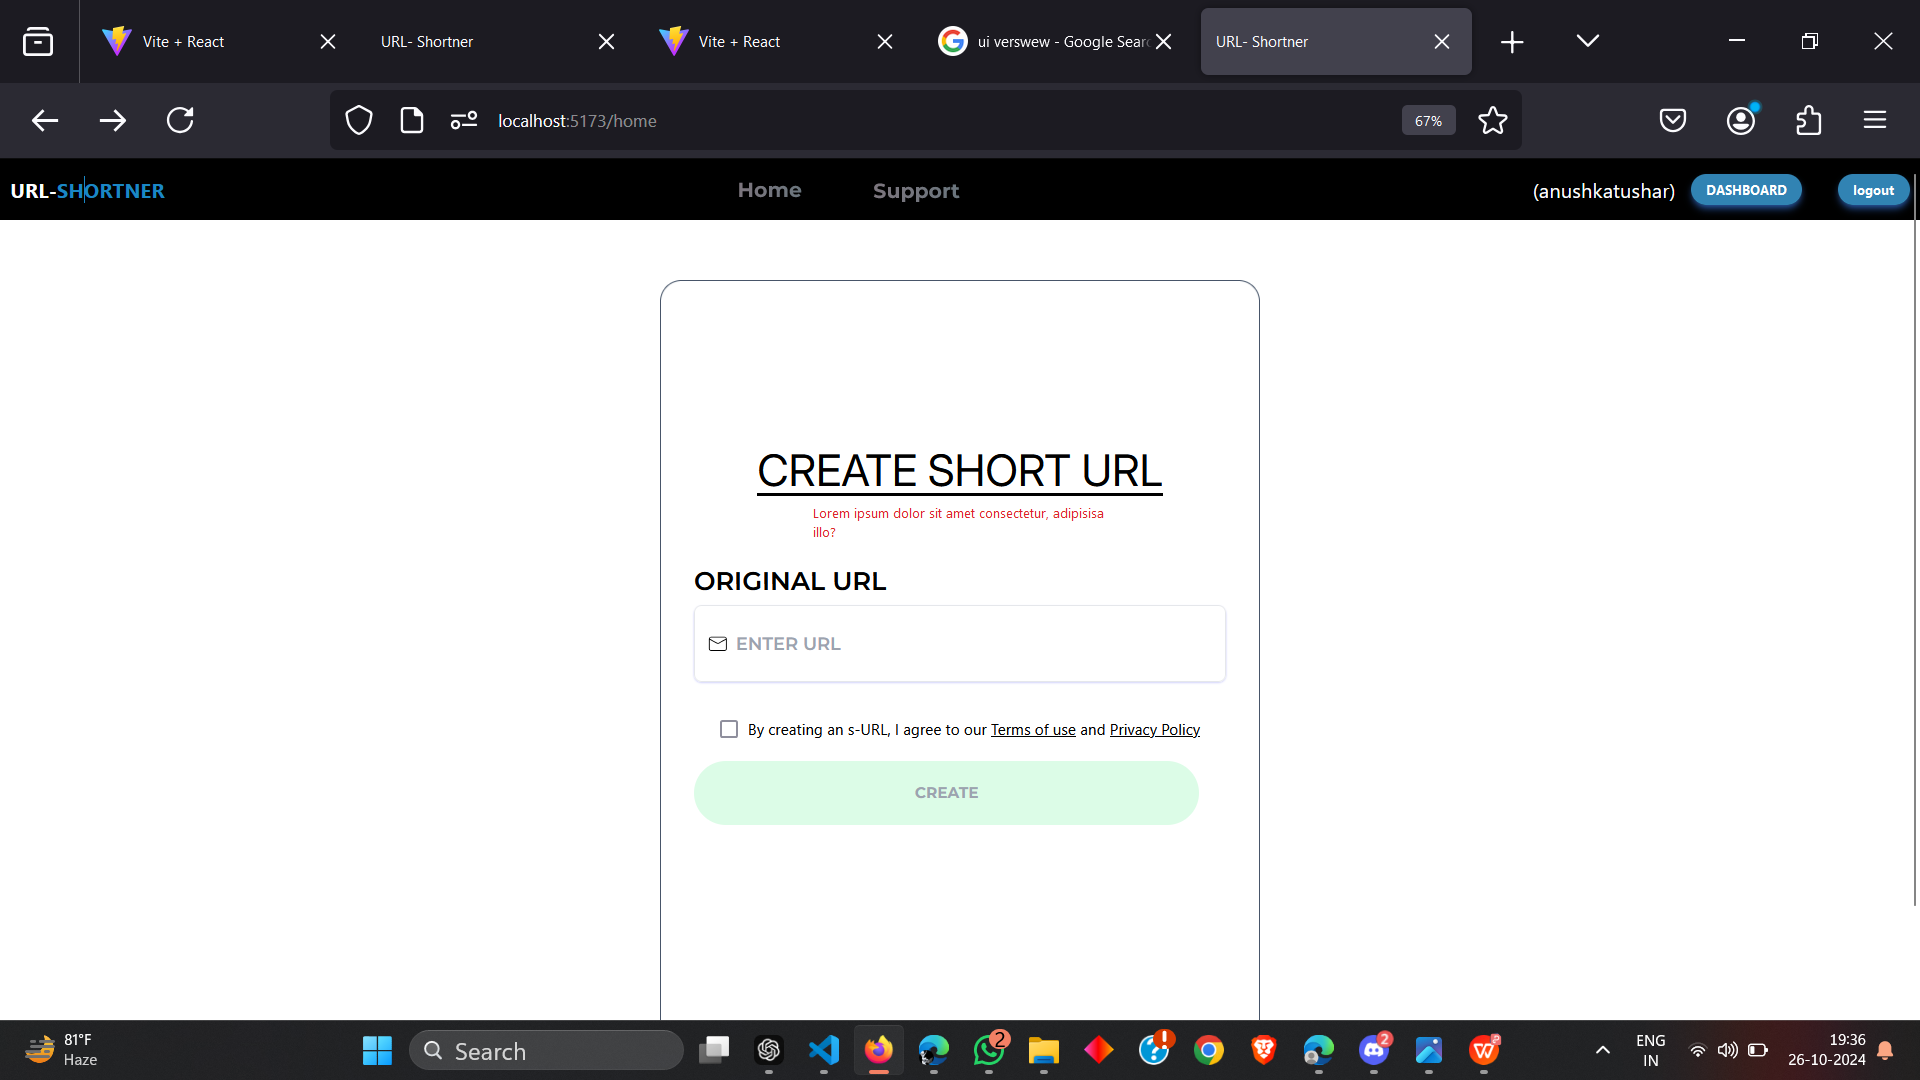 Vite + React
URL- Shortner
Vite + React
ui verswew - Google Sear
URL- Shortner
localhost:5173/home
67%
URL-SHORTNER
Home
Support
(anushkatushar)
DASHBOARD
logout
CREATE SHORT URL
Lorem ipsum dolor sit amet consectetur, adipisisa
illo?
ORIGINAL URL
ENTER URL
By creating an s-URL, I agree to our Terms of use and Privacy Policy
CREATE
81°F
Haze
Search
2
2
ENG
IN
19:36
26-10-2024